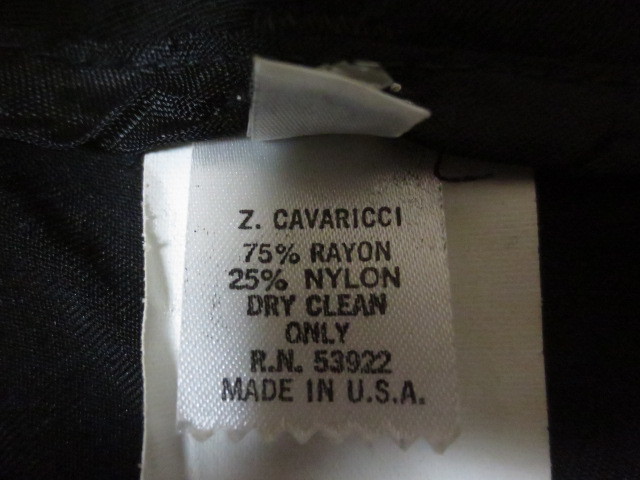 Z. CAVARICCI
75% RAYON
25% NYLON
DRY CLEAN
ONLY
R.N. 53922
MADE IN U.S.A.